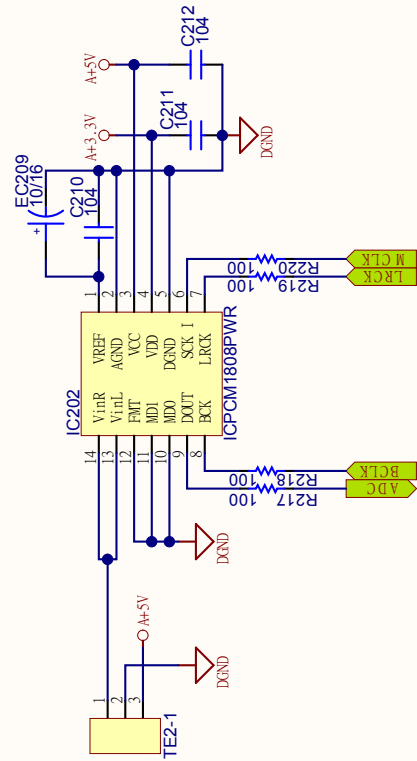 C212
104
A+5V
C211
104
A+3.3V
DGND
EC209
10/16
+
C210
104
1
2
3
4
5
6
7
VREF
AGND
VCC
VDD
DGND
SCK I
LRCK
IC202
ICPCM1808PWR
VinR
VinL
FMT
MD1
MD0
DOUT
BCK
14
13
12
11
10
9
8
100
R220
100
R219
M CLK
LRCK
100
R218
100
R217
BCLK
ADC
DGND
A+5V
DGND
1
2
3
TE2-1